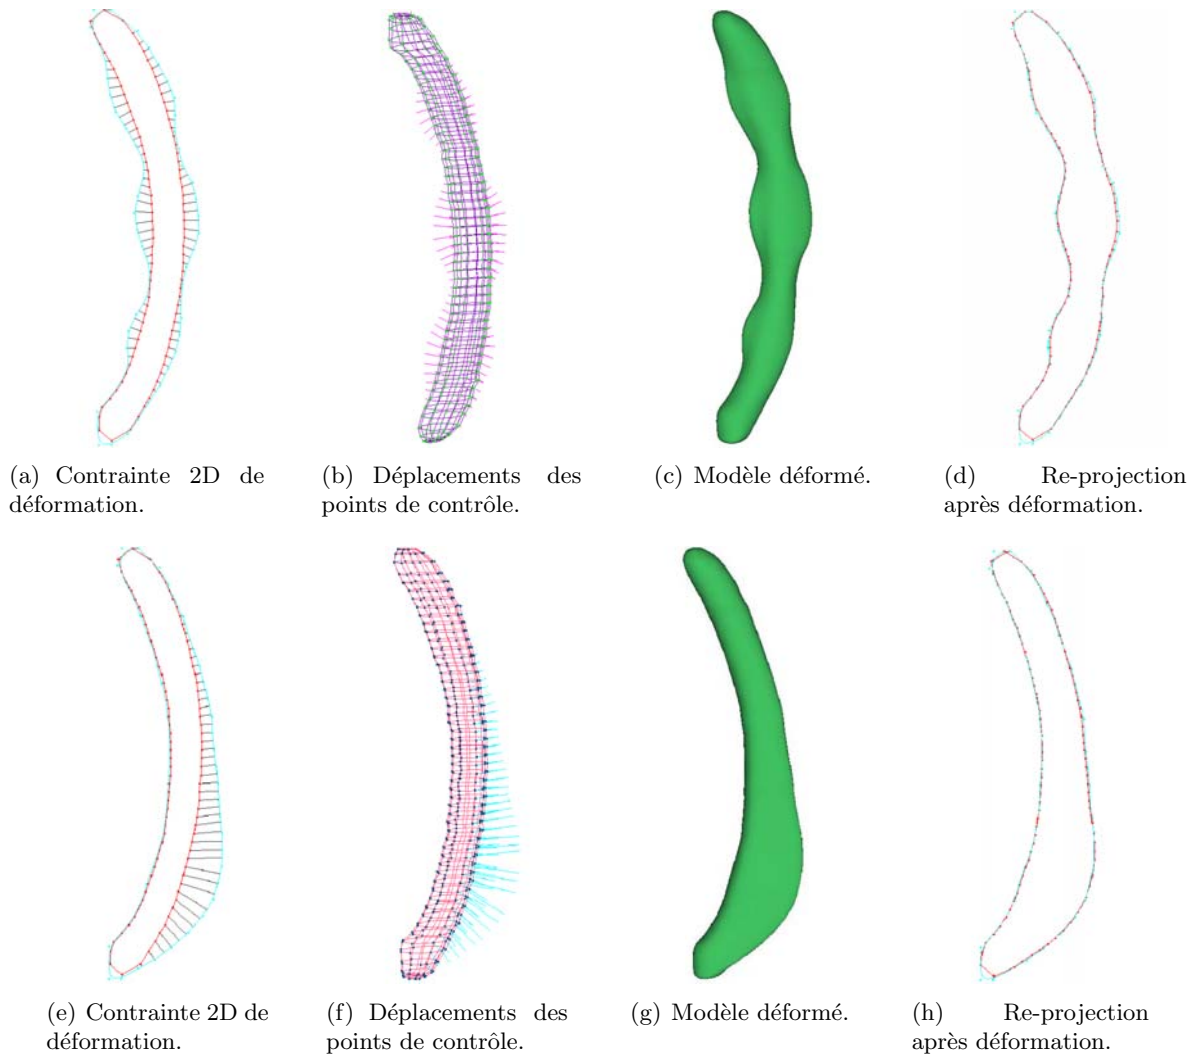 (a) Contrainte 2D de
déformation.
(b) Déplacements des
points de contrôle.
(c) Modèle déformé.
(d) Re-projection
après déformation.
(e) Contrainte 2D de
déformation.
(f) Déplacements des
points de contrôle.
(g) Modèle déformé.
(h) Re-projection
après déformation.